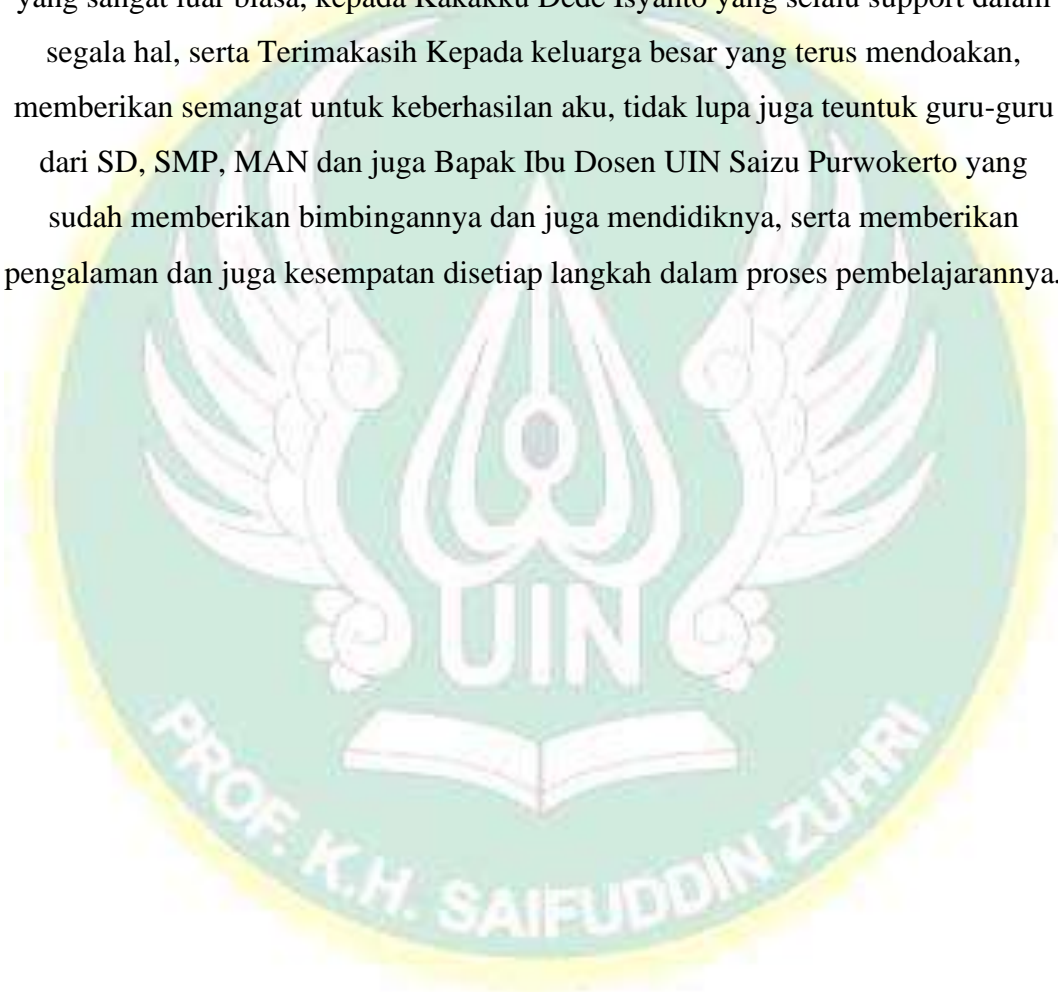 yang sangat luar biasa, kepada Kakakku Dede Isyanto yang selalu support dalam
segala hal, serta Terimakasih Kepada keluarga besar yang terus mendoakan,
memberikan semangat untuk keberhasilan aku, tidak lupa juga teuntuk guru-guru
dari SD, SMP, MAN dan juga Bapak Ibu Dosen UIN Saizu Purwokerto yang
sudah memberikan bimbingannya dan juga mendidiknya, serta memberikan
pengalaman dan juga kesempatan disetiap langkah dalam proses pembelajarannya.
UIN
PROF. K.H. SAIFUDDIN ZUHRI